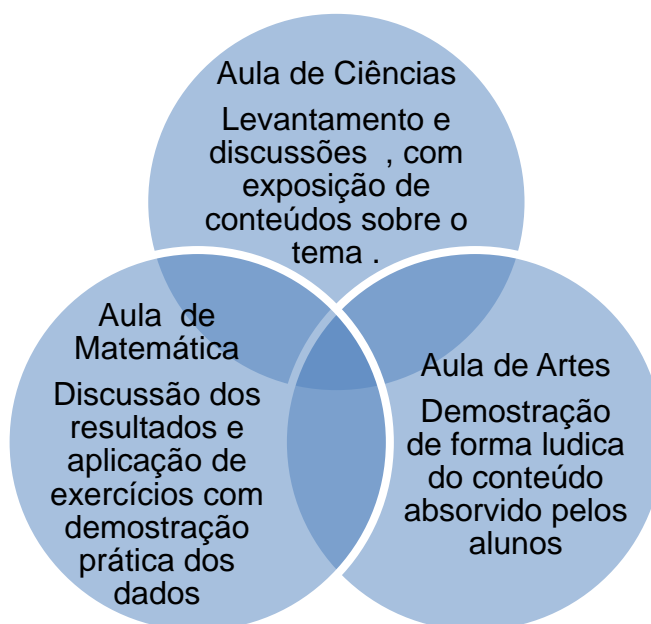 Aula de Ciências
Levantamento e
discussões , com
exposição de
conteúdos sobre o
tema .
Aula de
Matemática
Discussão dos
resultados e
aplicação de
exercícios com
demostração
prática dos
dados
Aula de Artes
Demostração
de forma ludica
do conteúdo
absorvido pelos
alunos